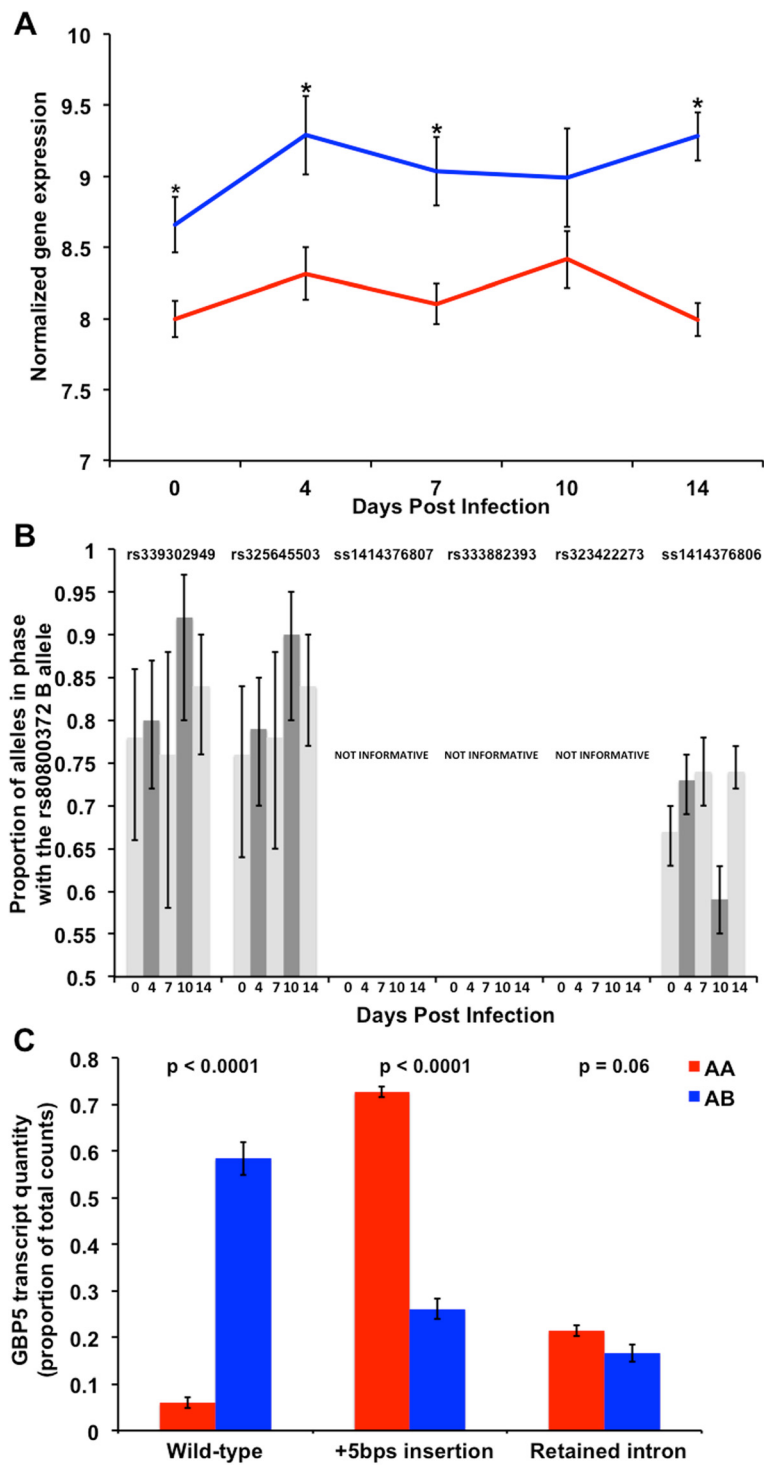 A
Normalized gene expression
9.5
9
8.5
8
7.5
7
*
*
*
*
0 4 7 10 14
Days Post Infection
B
Proportion of alleles in phase
with the rs80800372 B allele
1
0.95
0.9
0.85
0.8
0.75
0.7
0.65
0.6
0.55
0.5
rs339302949 rs325645503 ss1414376807 rs333882393 rs323422273 ss1414376806
NOT INFORMATIVE NOT INFORMATIVE NOT INFORMATIVE
0 4 7 10 14 0 4 7 10 14 0 4 7 10 14 0 4 7 10 14 0 4 7 10 14 0 4 7 10 14
Days Post Infection
C
GBP5 transcript quantity
(proportion of total counts)
0.8
0.7
0.6
0.5
0.4
0.3
0.2
0.1
0
p < 0.0001 p < 0.0001 p = 0.06
AA
AB
Wild-type +5bps insertion Retained intron